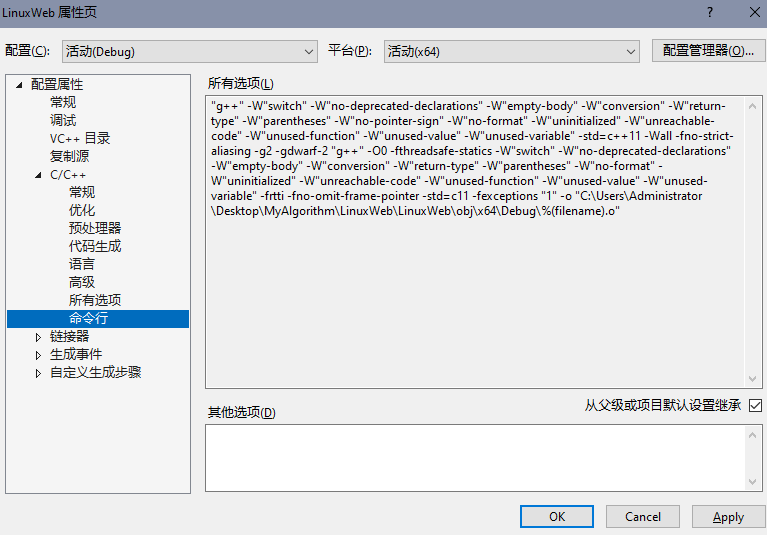 LinuxWeb 属性页
? ×
配置(C): 活动(Debug) 平台(P): 活动(x64) 配置管理器(O)...
配置属性
常规
调试
VC++ 目录
复制源
C/C++
常规
优化
预处理器
代码生成
语言
高级
所有选项
命令行
链接器
生成事件
自定义生成步骤
所有选项(L)
"g++" -W"switch" -W"no-deprecated-declarations" -W"empty-body" -W"conversion" -W"return-
type" -W"parentheses" -W"no-pointer-sign" -W"no-format" -W"uninitialized" -W"unreachable-
code" -W"unused-function" -W"unused-value" -W"unused-variable" -std=c++11 -Wall -fno-strict-
aliasing -g2 -gdwarf-2 "g++" -O0 -fthreadsafe-statics -W"switch" -W"no-deprecated-declarations"
-W"empty-body" -W"conversion" -W"return-type" -W"parentheses" -W"no-format" -
W"uninitialized" -W"unreachable-code" -W"unused-function" -W"unused-value" -W"unused-
variable" -frtti -fno-omit-frame-pointer -std=c11 -fexceptions "1" -o "C:\Users\Administrator
\Desktop\MyAlgorithm\LinuxWeb\LinuxWeb\obj\x64\Debug\%(filename).o"
从父级或项目默认设置继承
其他选项(D)
OK Cancel Apply